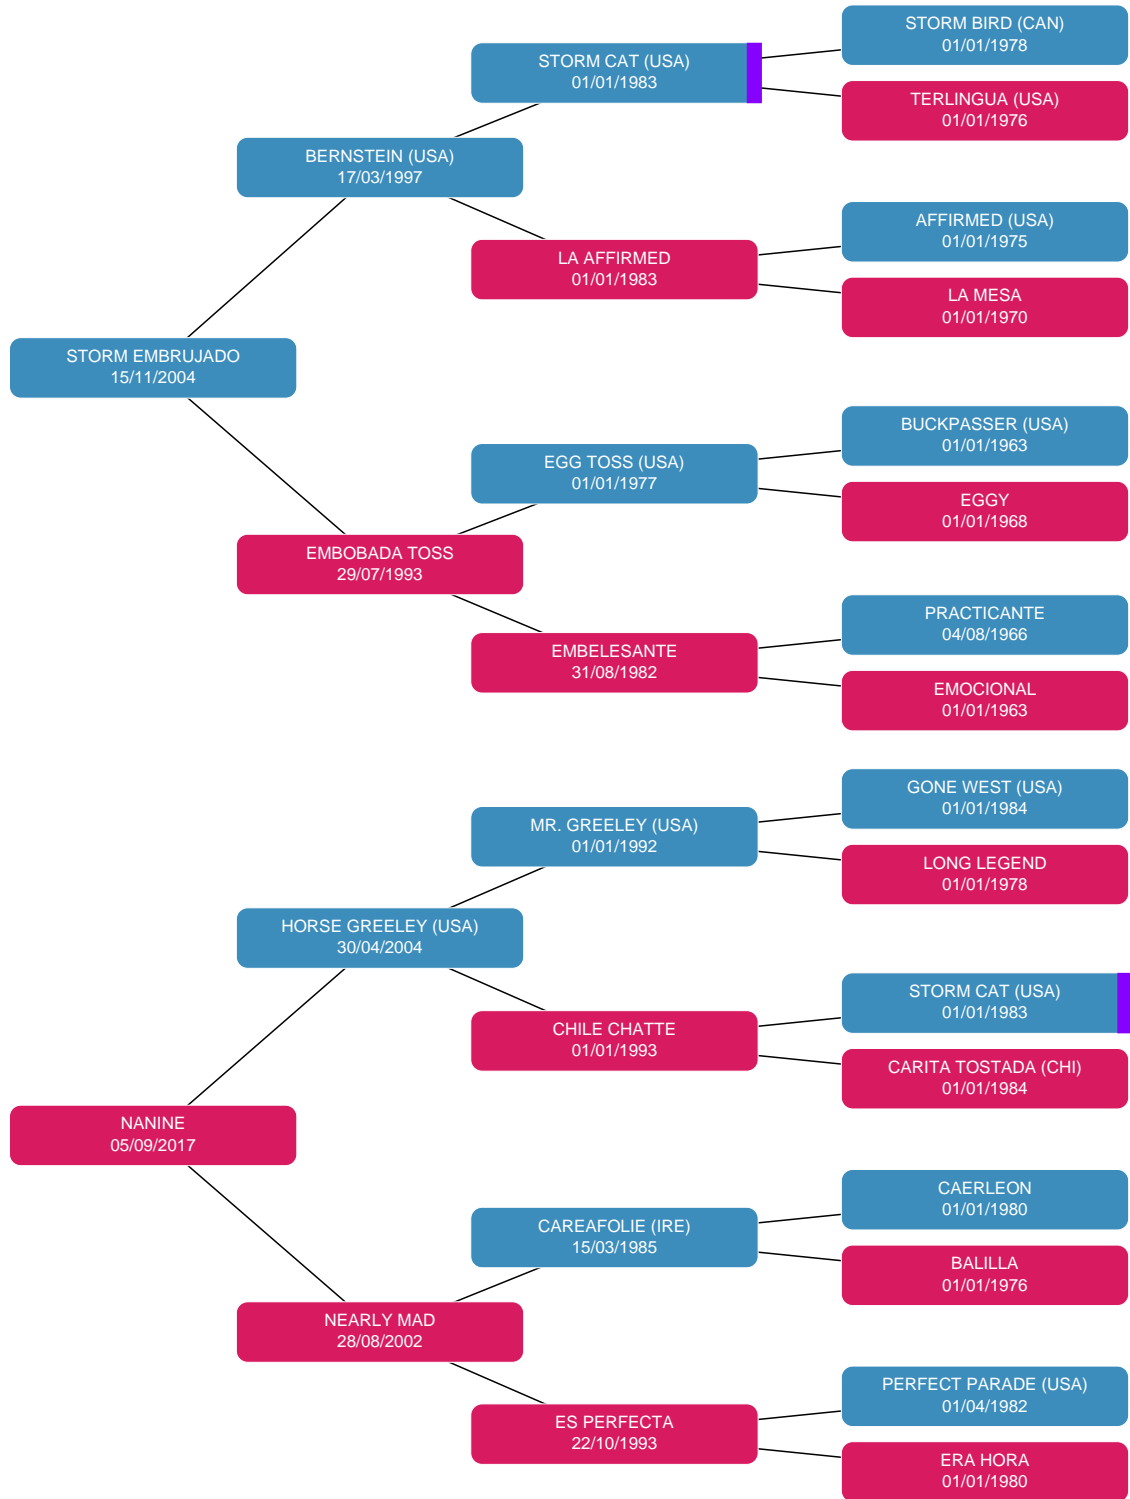 STORM BIRD (CAN)
01/01/1978
STORM CAT (USA)
01/01/1983
TERLINGUA (USA)
01/01/1976
BERNSTEIN (USA)
17/03/1997
AFFIRMED (USA)
01/01/1975
LA AFFIRMED
01/01/1983
LA MESA
01/01/1970
STORM EMBRUJADO
15/11/2004
BUCKPASSER (USA)
01/01/1963
EGG TOSS (USA)
01/01/1977
EGGY
01/01/1968
EMBOBADA TOSS
29/07/1993
PRACTICANTE
04/08/1966
EMBELESANTE
31/08/1982
EMOCIONAL
01/01/1963
GONE WEST (USA)
01/01/1984
MR. GREELEY (USA)
01/01/1992
LONG LEGEND
01/01/1978
HORSE GREELEY (USA)
30/04/2004
STORM CAT (USA)
01/01/1983
CHILE CHATTE
01/01/1993
CARITA TOSTADA (CHI)
01/01/1984
NANINE
05/09/2017
CAERLEON
01/01/1980
CAREAFOLIE (IRE)
15/03/1985
BALILLA
01/01/1976
NEARLY MAD
28/08/2002
PERFECT PARADE (USA)
01/04/1982
ES PERFECTA
22/10/1993
ERA HORA
01/01/1980